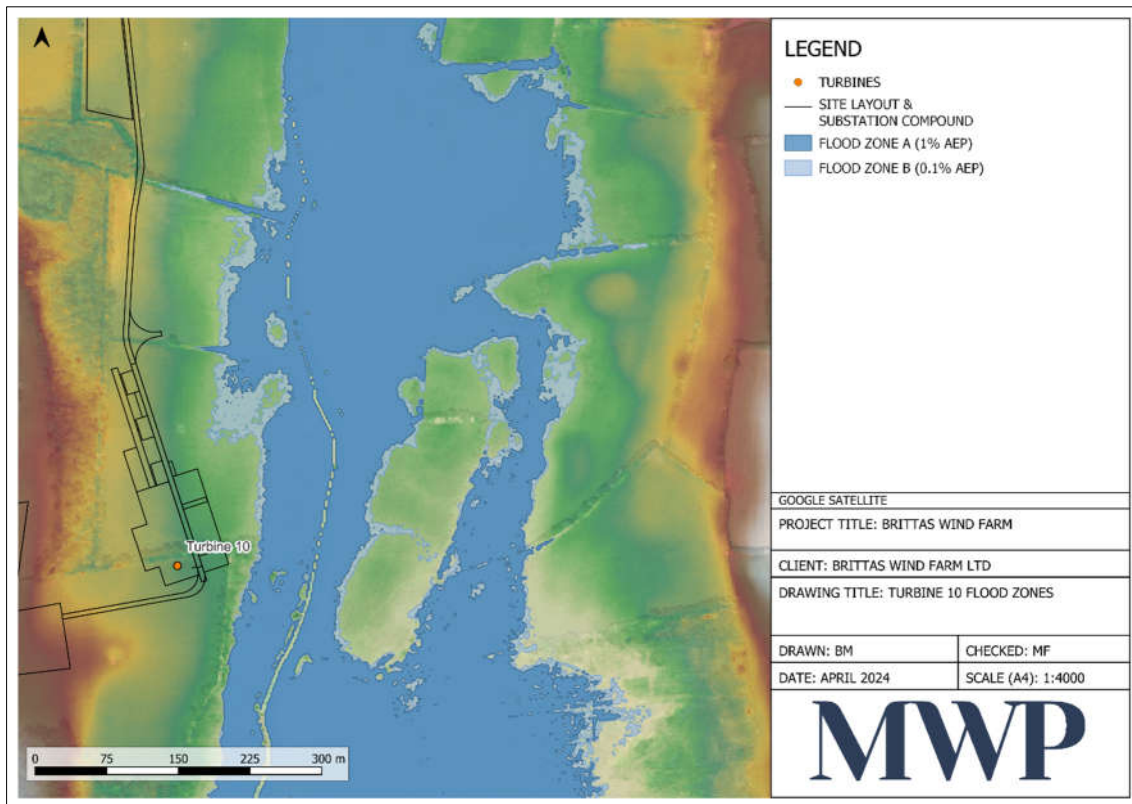 LEGEND
TURBINES
SITE LAYOUT &
SUBSTATION COMPOUND
FLOOD ZONE A (1% AEP)
FLOOD ZONE B (0.1% AEP)
Turbine 10
0 75 150 225 300 m
GOOGLE SATELLITE
PROJECT TITLE: BRITTAS WIND FARM
CLIENT: BRITTAS WIND FARM LTD
DRAWING TITLE: TURBINE 10 FLOOD ZONES
DRAWN: BM CHECKED: MF
DATE: APRIL 2024 SCALE (A4): 1:4000
MWP